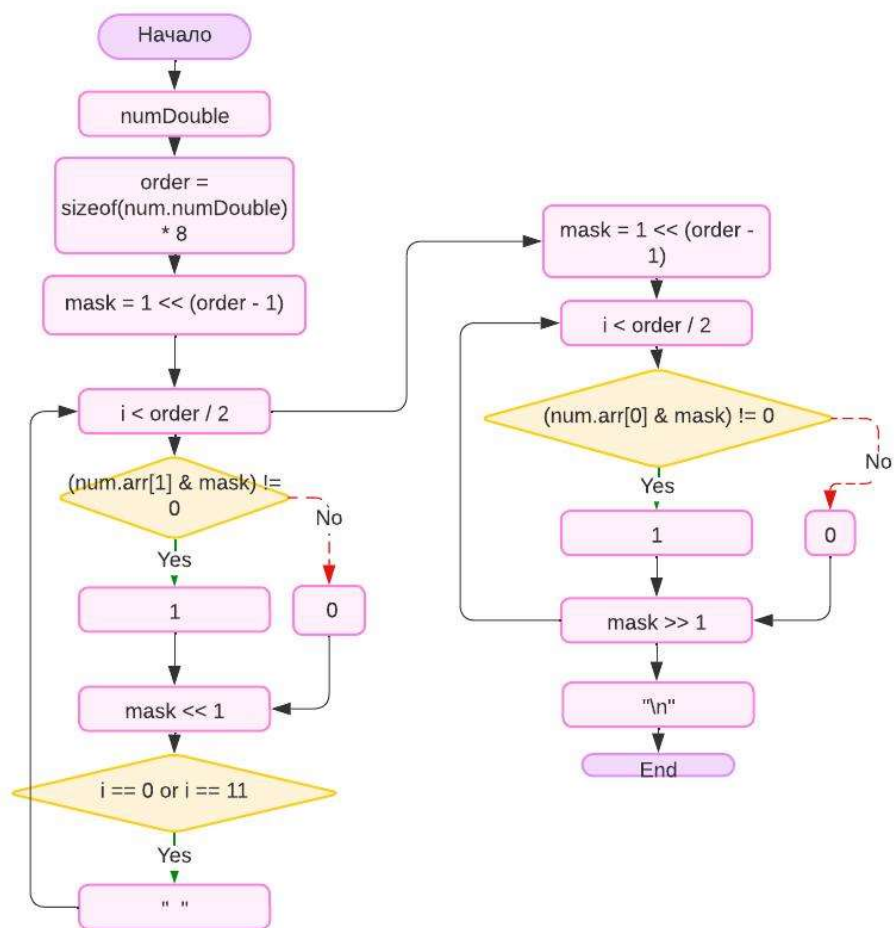 Начало
numDouble
order =
sizeof(num.numDouble)
* 8
mask = 1 << (order - 1)
i < order / 2
(num.arr[1] & mask) !=
0
No
Yes
1
0
mask << 1
i == 0 or i == 11
Yes
" "
mask = 1 << (order -
1)
i < order / 2
(num.arr[0] & mask) != 0
No
Yes
1
0
mask >> 1
"\n"
End